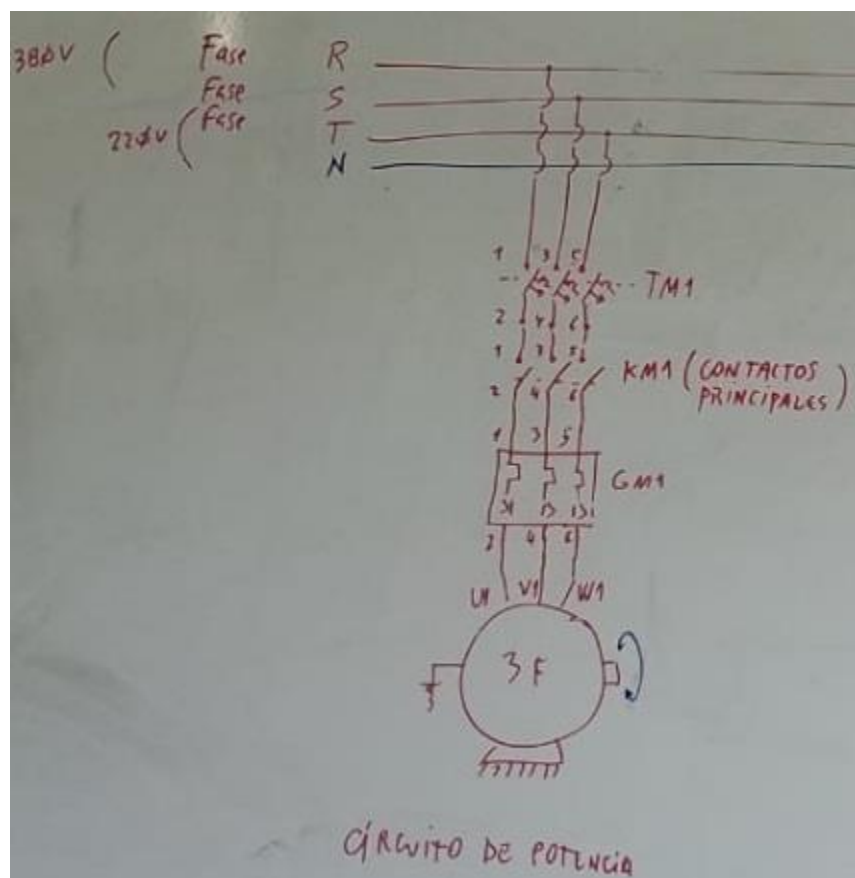 380V
Fase R
Fase S
220V Fase T
N
1 3 5
TM1
2 4 6
1 3 5
KM1 (CONTACTOS
PRINCIPALES)
2 4 6
1 3 5
GM1
2 4 6
U1 V1 W1
3F
CIRCUITO DE POTENCIA